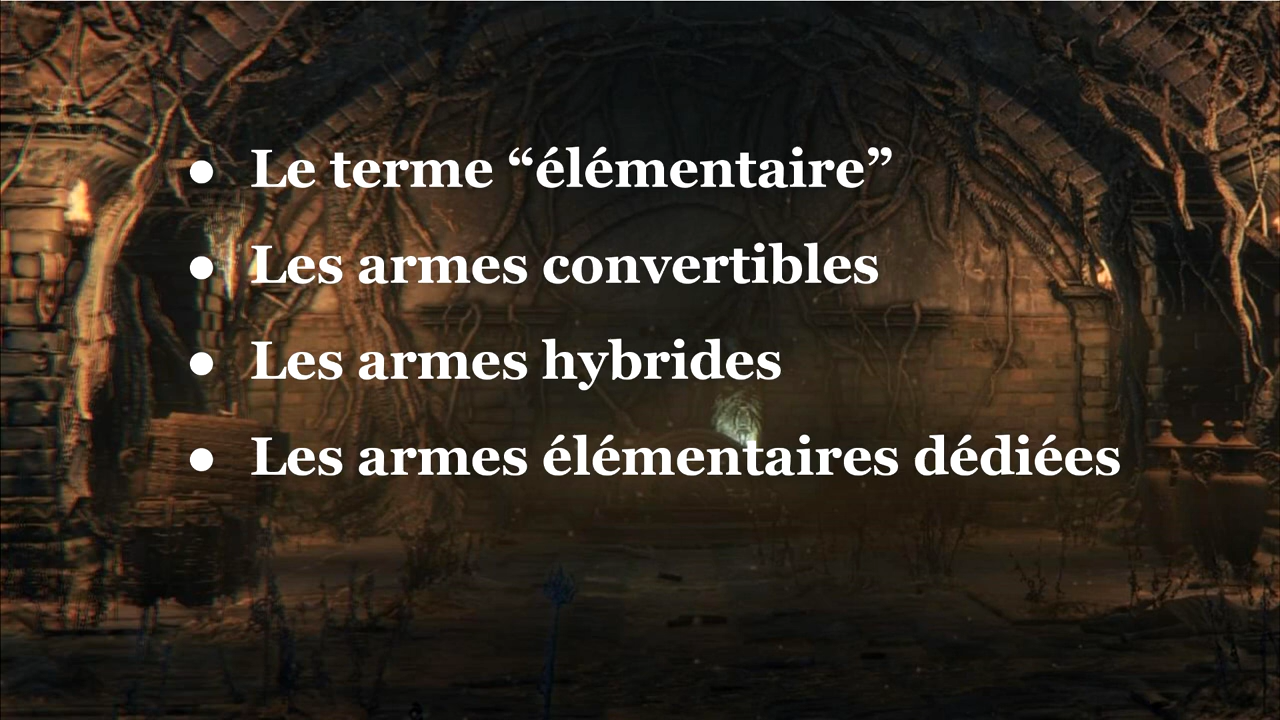 ● Le terme “élémentaire”
● Les armes convertibles
● Les armes hybrides
● Les armes élémentaires dédiées